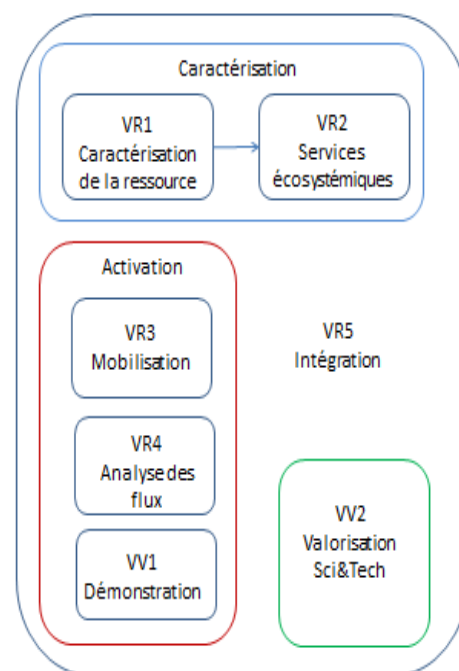 Caractérisation
VR1
Caractérisation
de la ressource
VR2
Services
écosystémiques
Activation
VR3
Mobilisation
VR4
Analyse des
flux
VV1
Démonstration
VR5
Intégration
VV2
Valorisation
Sci&Tech